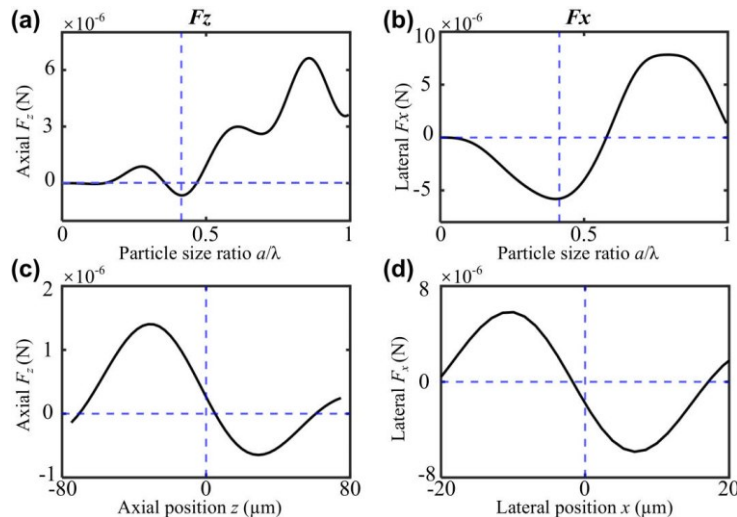 (a)
Fz
×10⁻⁶
6
3
0
Axial Fz (N)
0
0.5
1
Particle size ratio a/λ
(b)
Fx
×10⁻⁶
10
5
0
-5
Lateral Fx (N)
0
0.5
1
Particle size ratio a/λ
(c)
×10⁻⁶
2
1
0
-1
Axial Fz (N)
-80
0
80
Axial position z (μm)
(d)
×10⁻⁶
8
0
-8
Lateral Fx (N)
-20
0
20
Lateral position x (μm)